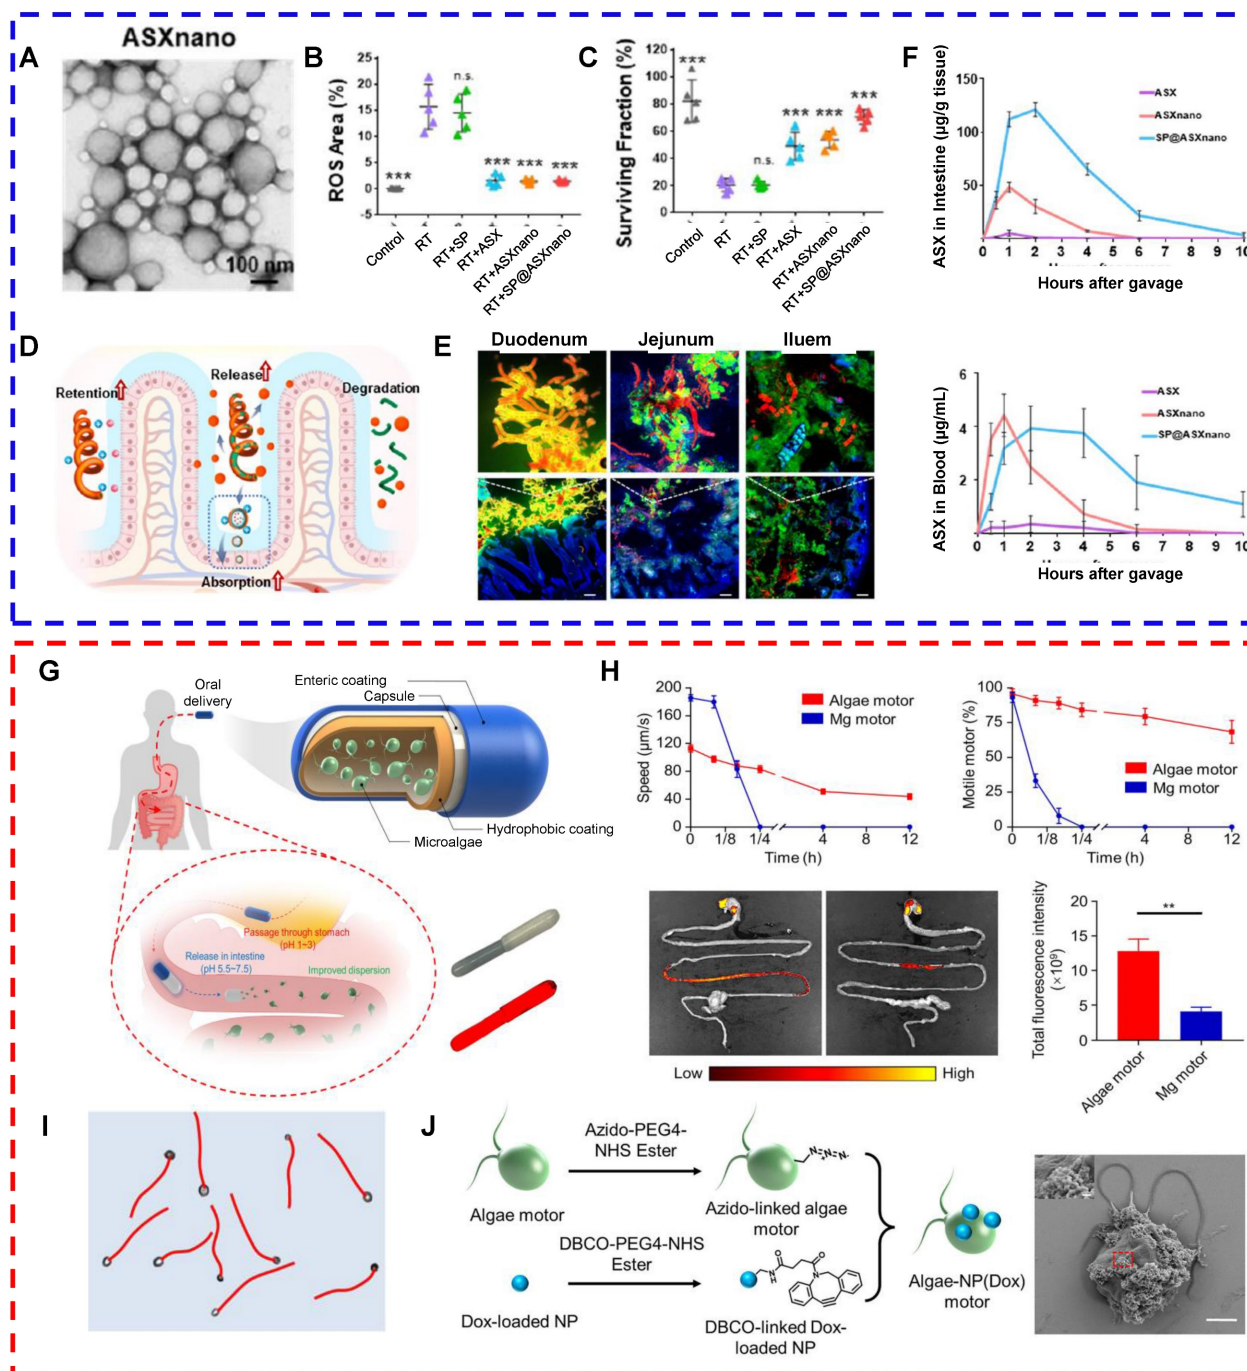 ASXnano
A
100 nm
B
ROS Area (%)
25
20
15
10
5
0
-5
***
n.s.
***
***
***
Control
RT
RT+SP
RT+ASX
RT+ASXnano
RT+SP@ASXnano
C
Surviving Fraction (%)
120
100
80
60
40
20
0
***
n.s.
***
***
***
Control
RT
RT+SP
RT+ASX
RT+ASXnano
RT+SP@ASXnano
F
ASX in Intestine (µg/g tissue)
150
100
50
ASX
ASXnano
SP@ASXnano
0
1
2
4
6
10
Hours after gavage
D
Retention
Release
Degradation
Absorption
E
Duodenum
Jejunum
Iluem
ASX in Blood (µg/mL)
6
4
2
ASX
ASXnano
SP@ASXnano
0
1
2
4
6
10
Hours after gavage
G
Oral
delivery
Enteric coating
Capsule
Hydrophobic coating
Microalgae
Passage through stomach
(pH 1~3)
Release in intestine
(pH 5.5~7.5)
Improved dispersion
H
Speed (µm/s)
200
160
120
80
40
0
Algae motor
Mg motor
0
1/8
1/4
4
8
12
Time (h)
Motile motor (%)
100
75
50
25
0
Algae motor
Mg motor
0
1/8
1/4
4
8
12
Time (h)
Low
High
Total fluorescence intensity
(×10⁹)
20
15
10
5
0
**
Algae motor
Mg motor
I
J
Azido-PEG4-
NHS Ester
Algae motor
Azido-linked algae
motor
DBCO-PEG4-NHS
Ester
Dox-loaded NP
DBCO-linked Dox-
loaded NP
N
N
N
O
O
N
H
N
Algae-NP(Dox)
motor